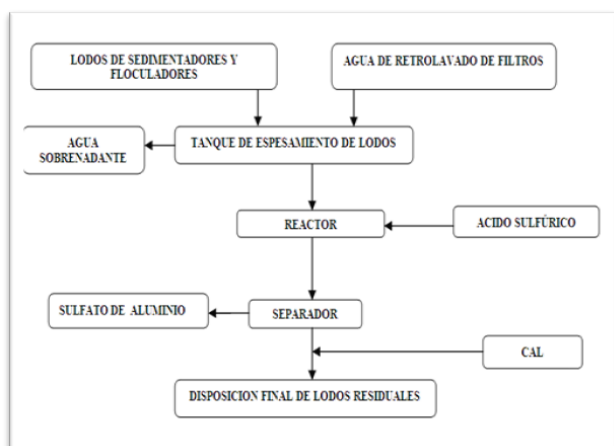 LODOS DE SEDIMENTADORES Y
FLOCULADORES
AGUA DE RETROLAVADO DE FILTROS
AGUA
SOBRENADANTE
TANQUE DE ESPESAMIENTO DE LODOS
REACTOR
ACIDO SULFÚRICO
SULFATO DE ALUMINIO
SEPARADOR
CAL
DISPOSICION FINAL DE LODOS RESIDUALES